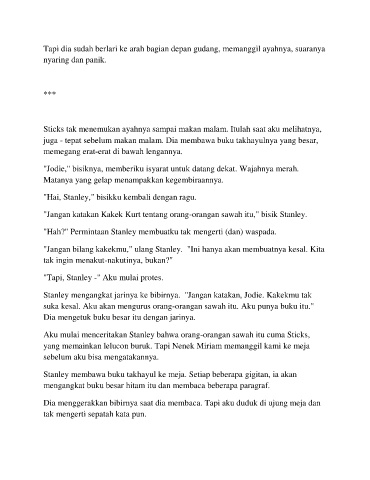 Tapi dia sudah berlari ke arah bagian depan gudang, memanggil ayahnya, suaranya
nyaring dan panik.
***
Sticks tak menemukan ayahnya sampai makan malam. Itulah saat aku melihatnya,
juga - tepat sebelum makan malam. Dia membawa buku takhayulnya yang besar,
memegang erat-erat di bawah lengannya.
"Jodie," bisiknya, memberiku isyarat untuk datang dekat. Wajahnya merah.
Matanya yang gelap menampakkan kegembiraannya.
"Hai, Stanley," bisikku kembali dengan ragu.
"Jangan katakan Kakek Kurt tentang orang-orangan sawah itu," bisik Stanley.
"Hah?" Permintaan Stanley membuatku tak mengerti (dan) waspada.
"Jangan bilang kakekmu," ulang Stanley.  "Ini hanya akan membuatnya kesal. Kita
tak ingin menakut-nakutinya, bukan?"
"Tapi, Stanley -" Aku mulai protes.
Stanley mengangkat jarinya ke bibirnya.  "Jangan katakan, Jodie. Kakekmu tak
suka kesal. Aku akan mengurus orang-orangan sawah itu. Aku punya buku itu."
Dia mengetuk buku besar itu dengan jarinya.
Aku mulai menceritakan Stanley bahwa orang-orangan sawah itu cuma Sticks,
yang memainkan lelucon buruk. Tapi Nenek Miriam memanggil kami ke meja
sebelum aku bisa mengatakannya.
Stanley membawa buku takhayul ke meja. Setiap beberapa gigitan, ia akan
mengangkat buku besar hitam itu dan membaca beberapa paragraf.
Dia menggerakkan bibirnya saat dia membaca. Tapi aku duduk di ujung meja dan
tak mengerti sepatah kata pun.